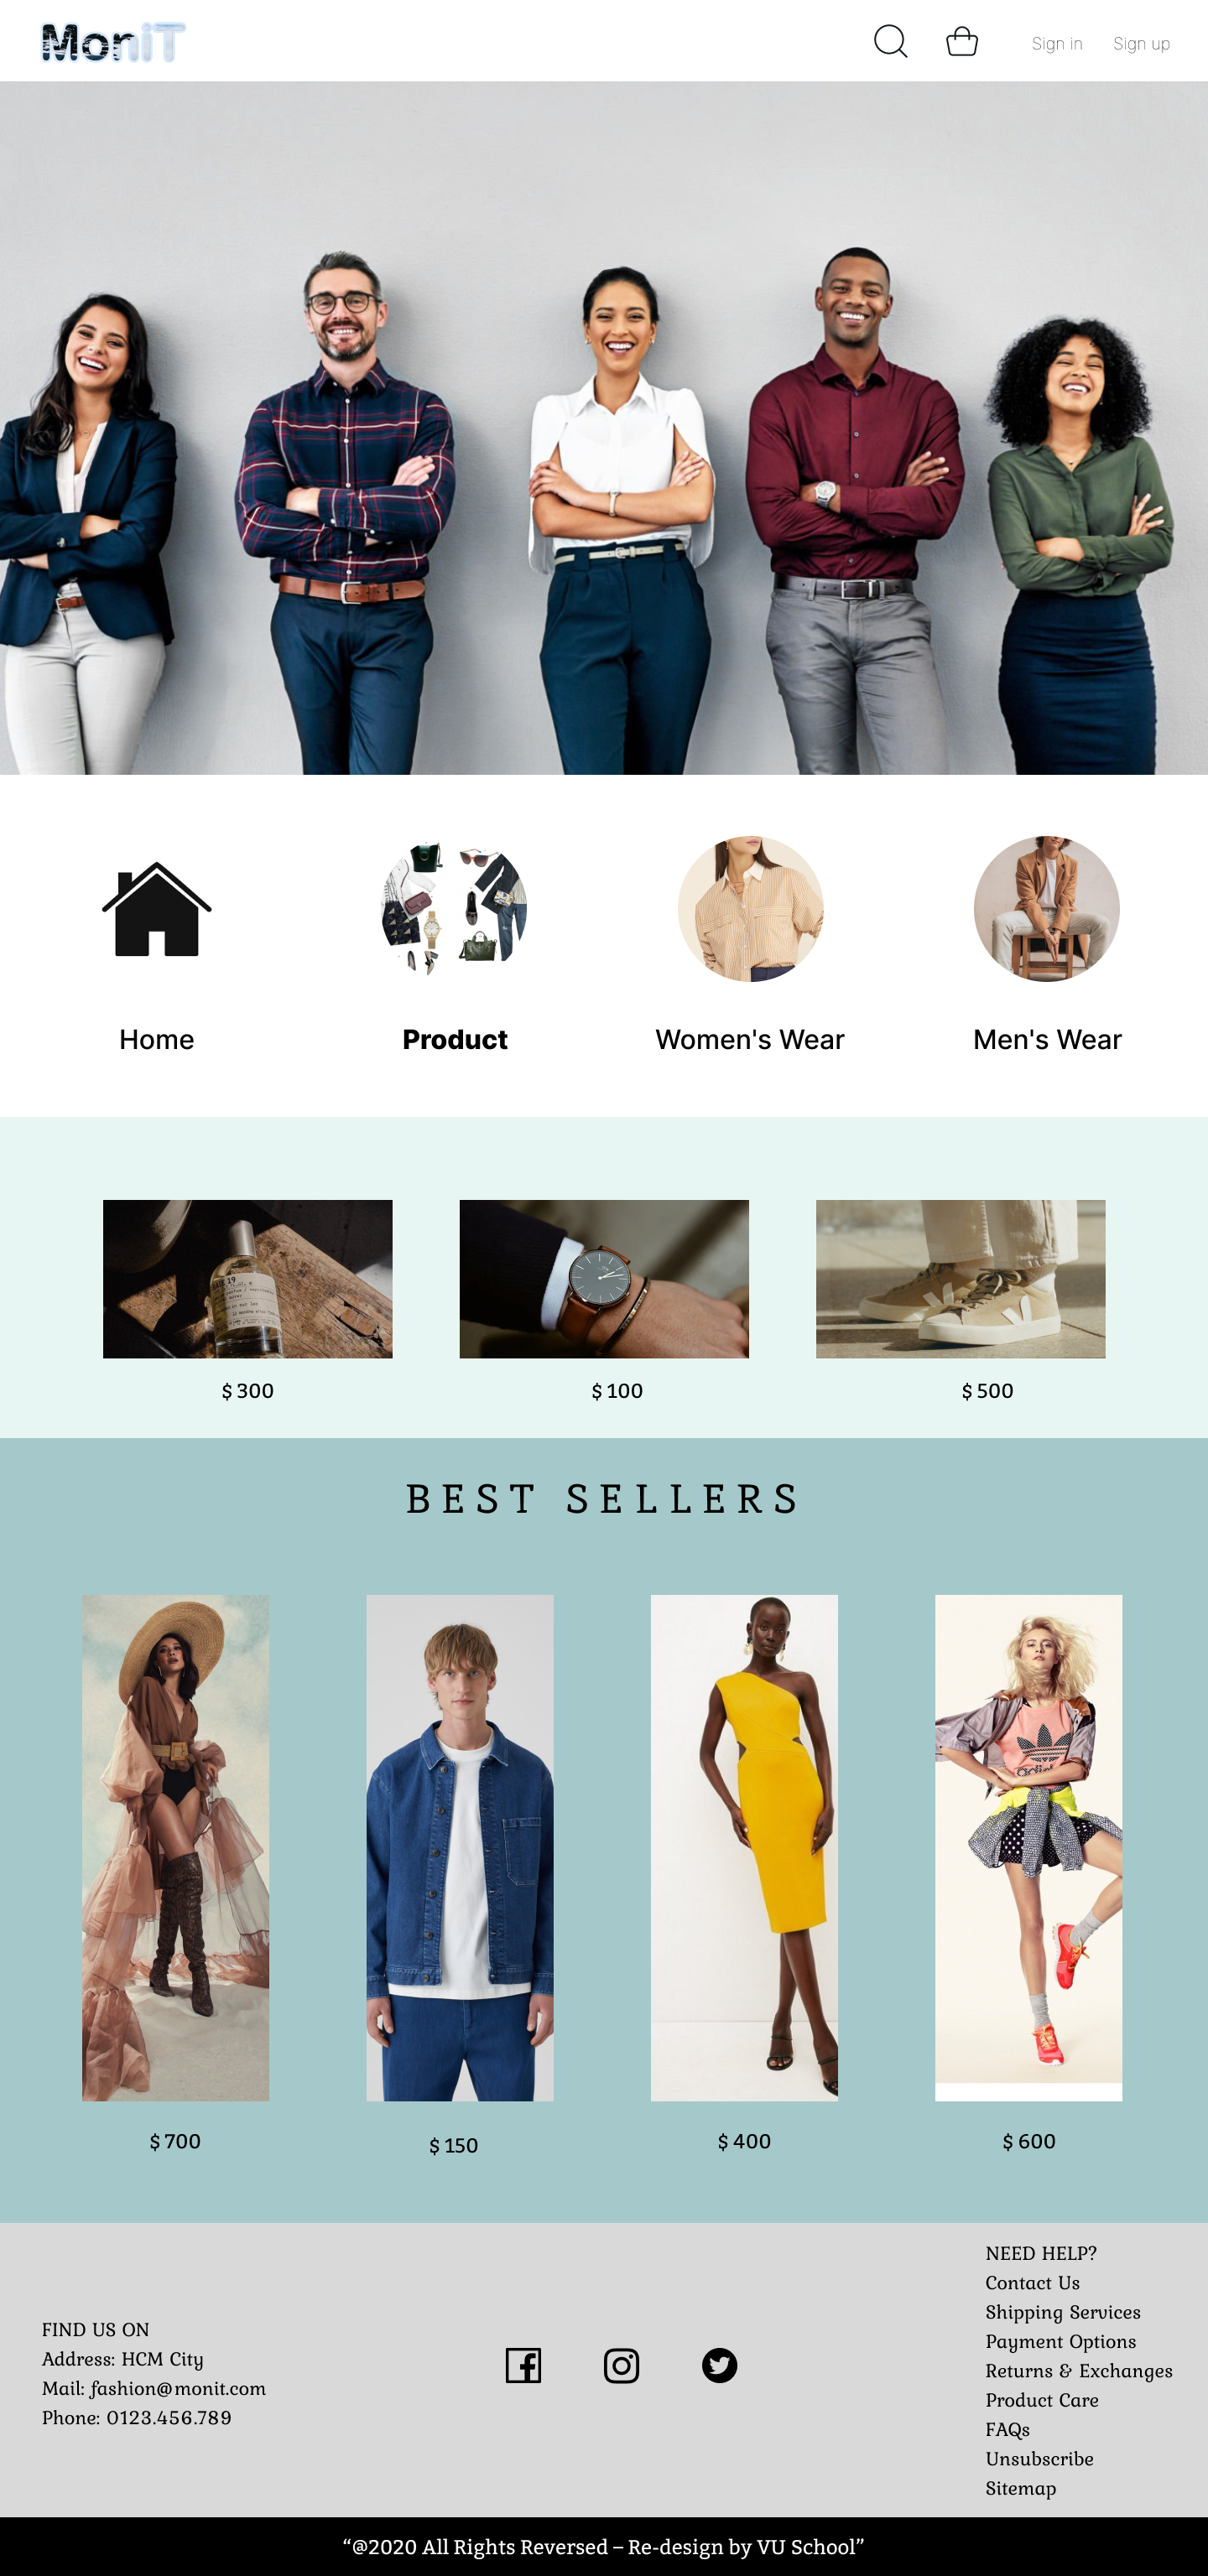 MoniT
Sign in
Sign up
Home
Product
Women's Wear
Men's Wear
19
$ 300
$ 100
$ 500
BEST SELLERS
$ 700
$ 150
$ 400
$ 600
FIND US ON
Address: HCM City
Mail: fashion@monit.com
Phone: 0123.456.789
NEED HELP?
Contact Us
Shipping Services
Payment Options
Returns & Exchanges
Product Care
FAQs
Unsubscribe
Sitemap
“@2020 All Rights Reversed – Re-design by VU School”